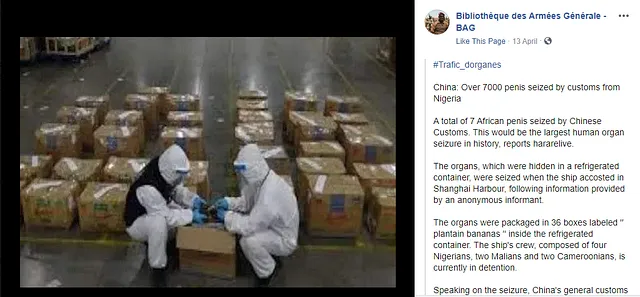 Bibliothèque des Armées Générale -
BAG
Like This Page · 13 April ·
#Trafic_dorganes
China: Over 7000 penis seized by customs from
Nigeria
A total of 7 African penis seized by Chinese
Customs. This would be the largest human organ
seizure in history, reports hararelive.
The organs, which were hidden in a refrigerated
container, were seized when the ship accosted in
Shanghai Harbour, following information provided
by an anonymous informant.
The organs were packaged in 36 boxes labeled "
plantain bananas " inside the refrigerated
container. The ship's crew, composed of four
Nigerians, two Malians and two Cameroonians, is
currently in detention.
Speaking on the seizure, China's general customs